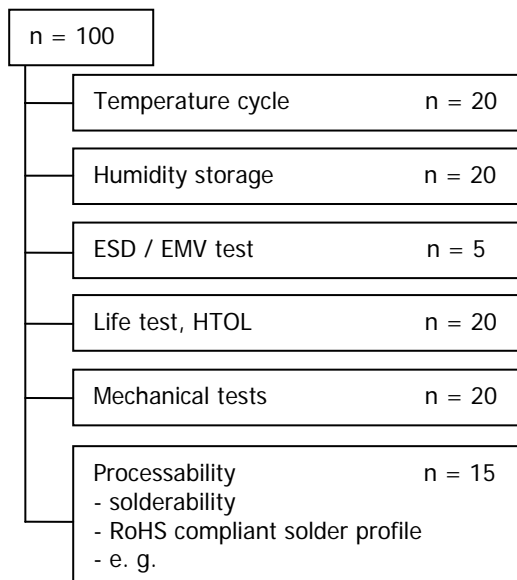 n = 100
Temperature cycle n = 20
Humidity storage n = 20
ESD / EMV test n = 5
Life test, HTOL n = 20
Mechanical tests n = 20
Processability n = 15
- solderability
- RoHS compliant solder profile
- e. g.